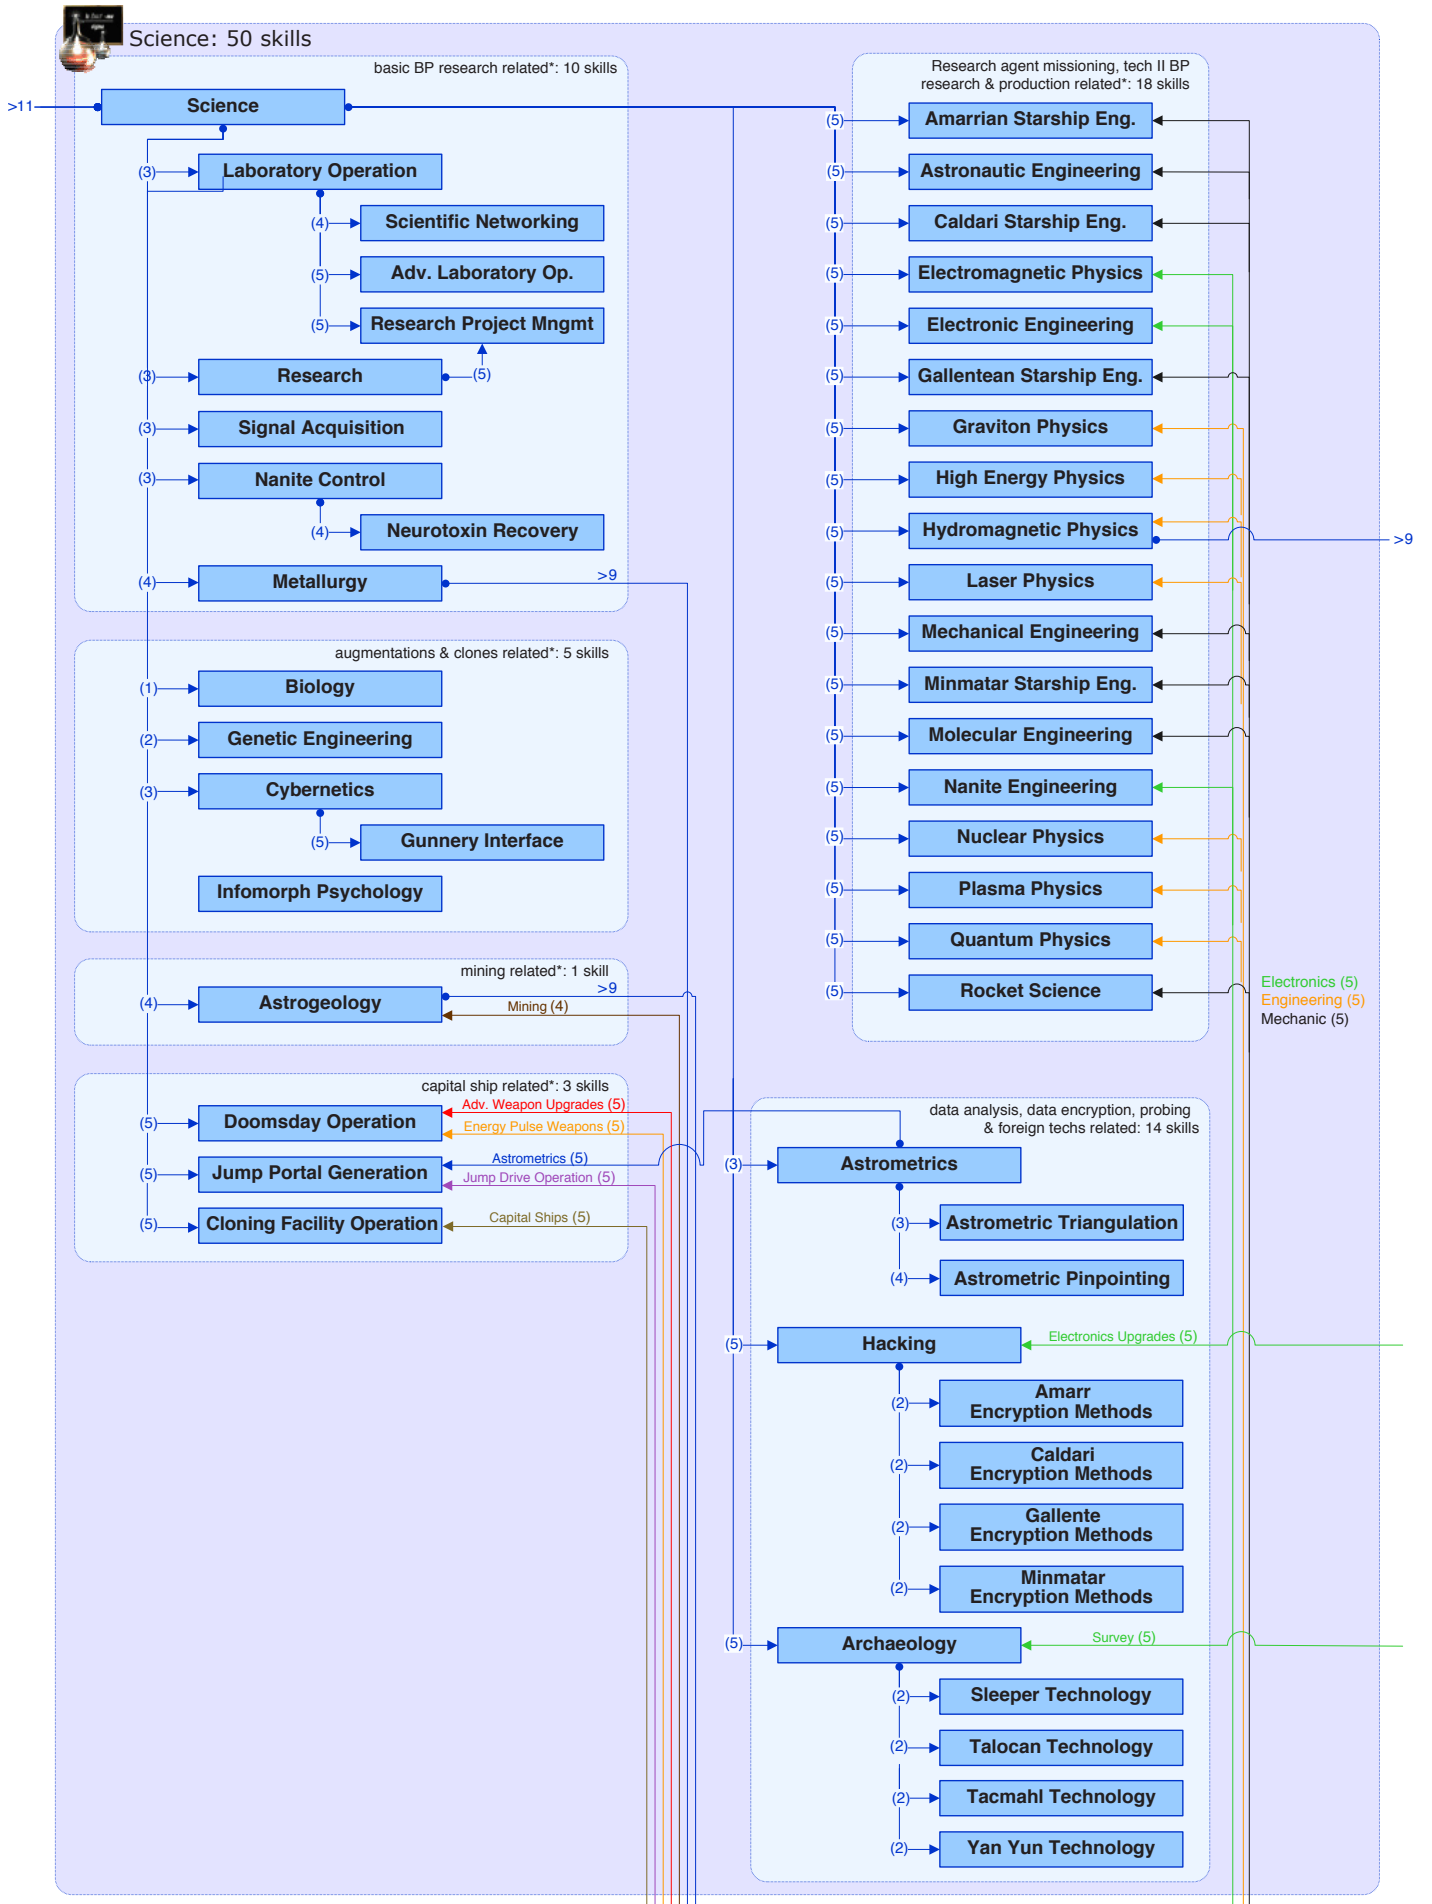 Science: 50 skills
basic BP research related*: 10 skills
>11
Science
(3)
Laboratory Operation
(4)
Scientific Networking
(5)
Adv. Laboratory Op.
(5)
Research Project Mngmt
(3)
Research
(5)
(3)
Signal Acquisition
(3)
Nanite Control
(4)
Neurotoxin Recovery
(4)
Metallurgy
>9
augmentations & clones related*: 5 skills
(1)
Biology
(2)
Genetic Engineering
(3)
Cybernetics
(5)
Gunnery Interface
Infomorph Psychology
mining related*: 1 skill
(4)
Astrogeology
>9
Mining (4)
capital ship related*: 3 skills
(5)
Doomsday Operation
Adv. Weapon Upgrades (5)
Energy Pulse Weapons (5)
(5)
Jump Portal Generation
Astrometrics (5)
Jump Drive Operation (5)
(5)
Cloning Facility Operation
Capital Ships (5)
Research agent missioning, tech II BP
research & production related*: 18 skills
(5)
Amarrian Starship Eng.
(5)
Astronautic Engineering
(5)
Caldari Starship Eng.
(5)
Electromagnetic Physics
(5)
Electronic Engineering
(5)
Gallentean Starship Eng.
(5)
Graviton Physics
(5)
High Energy Physics
(5)
Hydromagnetic Physics
>9
(5)
Laser Physics
(5)
Mechanical Engineering
(5)
Minmatar Starship Eng.
(5)
Molecular Engineering
(5)
Nanite Engineering
(5)
Nuclear Physics
(5)
Plasma Physics
(5)
Quantum Physics
(5)
Rocket Science
Electronics (5)
Engineering (5)
Mechanic (5)
data analysis, data encryption, probing
& foreign techs related: 14 skills
(3)
Astrometrics
(3)
Astrometric Triangulation
(4)
Astrometric Pinpointing
(5)
Hacking
Electronics Upgrades (5)
(2)
Amarr
Encryption Methods
(2)
Caldari
Encryption Methods
(2)
Gallente
Encryption Methods
(2)
Minmatar
Encryption Methods
(5)
Archaeology
Survey (5)
(2)
Sleeper Technology
(2)
Talocan Technology
(2)
Tacmahl Technology
(2)
Yan Yun Technology